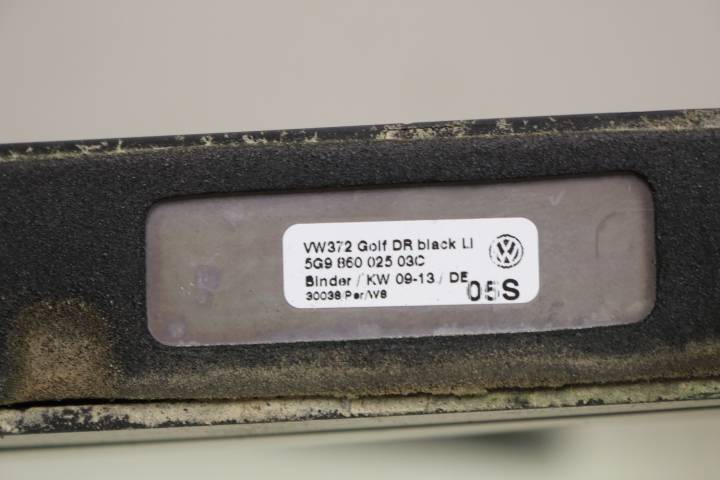 VW372 Golf DR black LI
5G9 860 025 03C
Binder / KW 09-13 / DE
30038/Per/W8
05S